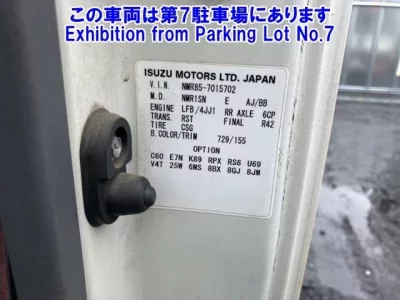 この車両は第7駐車場にあります
Exhibition from Parking Lot No.7
ISUZU MOTORS LTD. JAPAN
V.I.N. NMR85-7015702
M.D. NMR1SN E AJ/BB
ENGINE LFB/4JJ1 RR AXLE 6CP
TRANS. RST FINAL R42
TIRE CSG
B.COLOR/TRIM 729/155
OPTION
C60 E7N K89 RPX RS6 U69
V4T 25W 6MS 8BX 8GJ 8JM